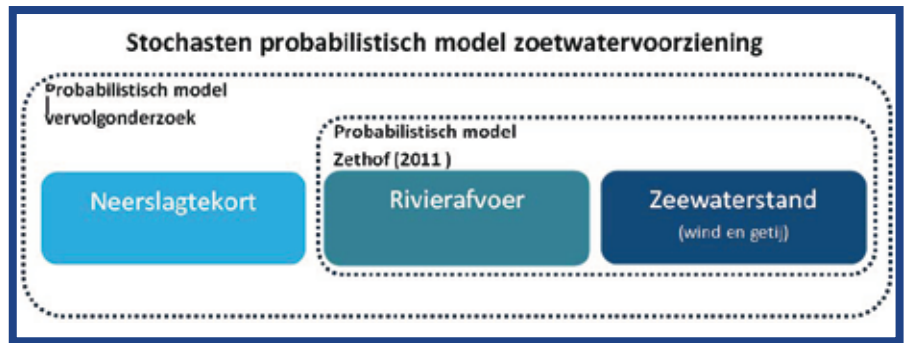 Stochasten probabilistisch model zoetwatervoorziening
Probabilistisch model
vervolgonderzoek
Probabilistisch model
Zethof (2011 )
Neerslagtekort
Rivierafvoer
Zeewaterstand
(wind en getij)